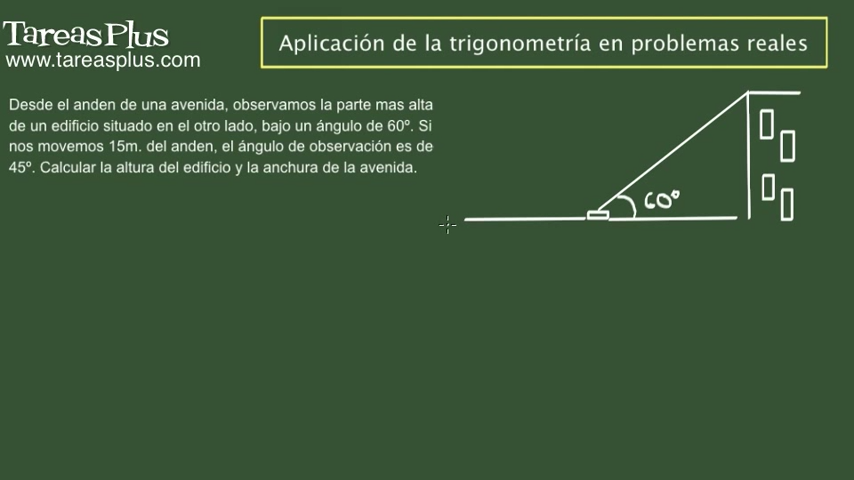 TareasPlus
www.tareasplus.com
Aplicación de la trigonometría en problemas reales
Desde el anden de una avenida, observamos la parte mas alta
de un edificio situado en el otro lado, bajo un ángulo de 60º. Si
nos movemos 15m. del anden, el ángulo de observación es de
45º. Calcular la altura del edificio y la anchura de la avenida.
60º